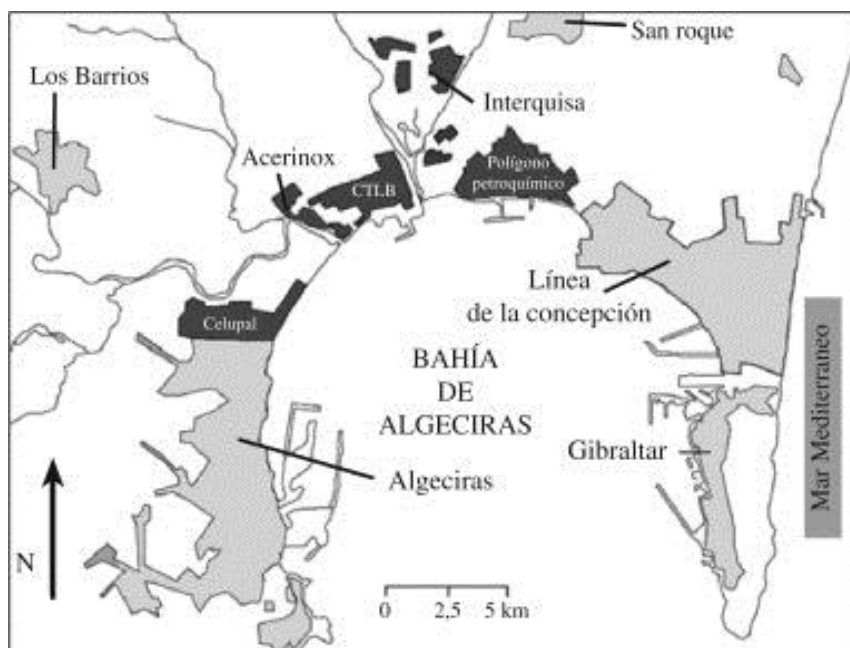 San roque
Los Barrios
Interquisa
Acerinox
Polígono
petroquímico
CTLB
Línea
de la concepción
Celupal
BAHÍA
DE
ALGECIRAS
Mar Mediterraneo
Gibraltar
Algeciras
N
0 2,5 5 km